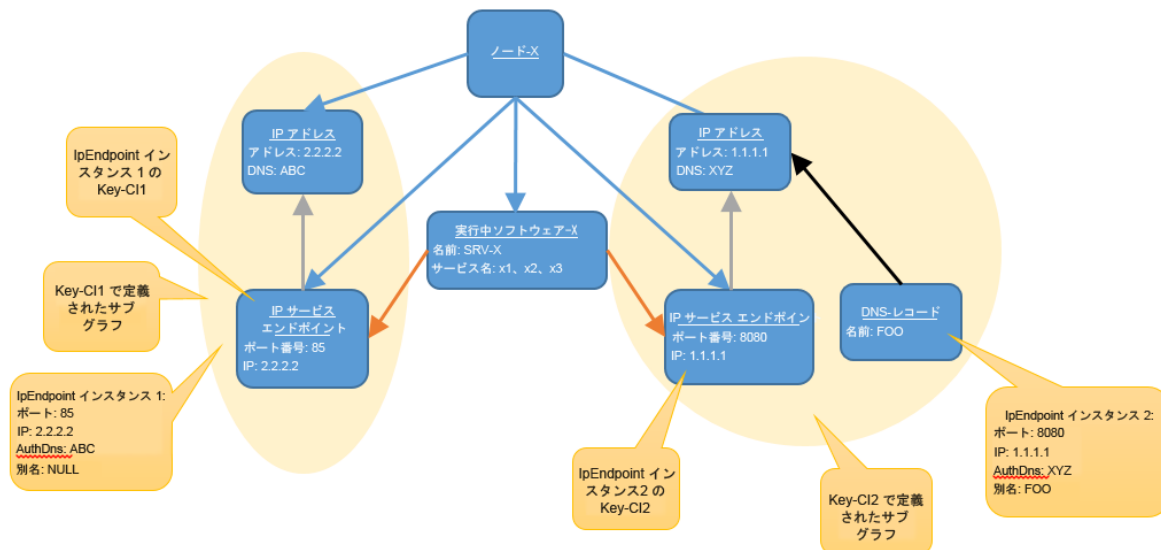 ノード-X
IP アドレス
アドレス: 2.2.2.2
DNS: ABC
IP アドレス
アドレス: 1.1.1.1
DNS: XYZ
IpEndpoint イン
スタンス 1 の
Key-CI1
実行中ソフトウェアｰX
名前: SRV-X
サービス名: x1、x2、x3
Key-CI1 で定義
されたサブ
グラフ
IP サービス
エンドポイント
ポート番号: 85
IP: 2.2.2.2
IP サービス エンドポイン
ポート番号: 8080
IP: 1.1.1.1
DNS-レコード
名前: FOO
IpEndpoint インスタンス 1:
ポート: 85
IP: 2.2.2.2
AuthDns: ABC
別名: NULL
IpEndpoint イン
スタンス2 の
Key-CI2
Key-CI2 で定義
されたサブ
グラフ
IpEndpoint インスタンス 2:
ポート: 8080
IP: 1.1.1.1
AuthDns: XYZ
別名: FOO